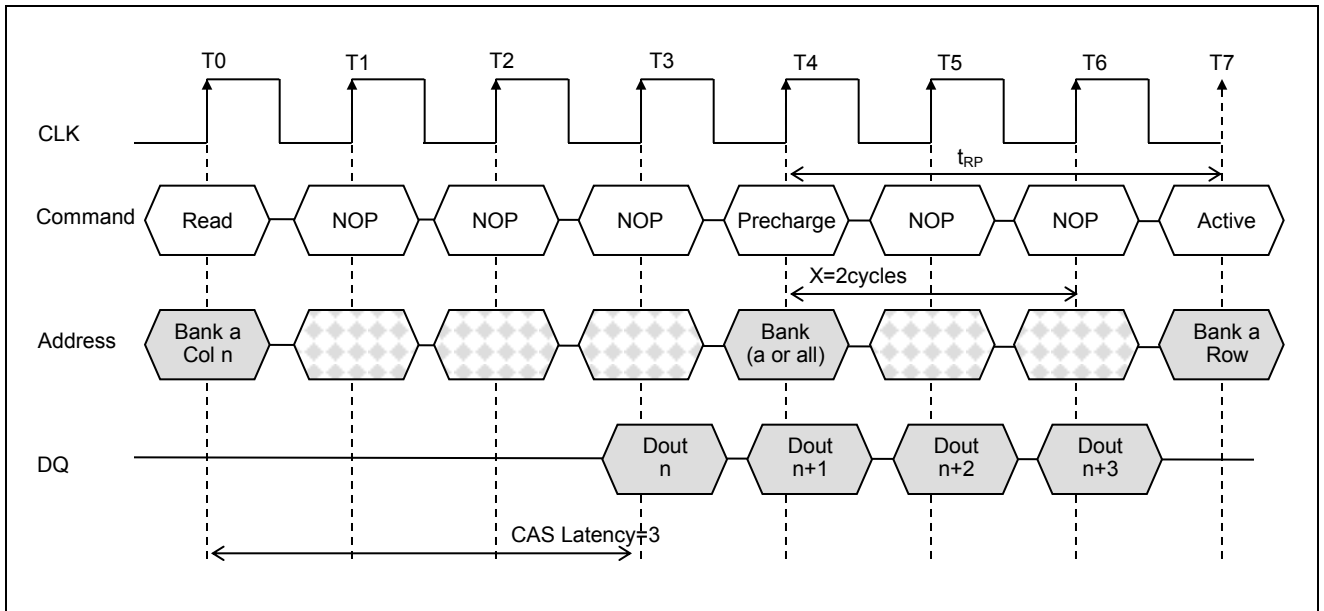 T0 T1 T2 T3 T4 T5 T6 T7
CLK
tRP
Command Read NOP NOP NOP Precharge NOP NOP Active
X=2cycles
Address Bank a Col n Bank (a or all) Bank a Row
DQ Dout n Dout n+1 Dout n+2 Dout n+3
CAS Latency=3